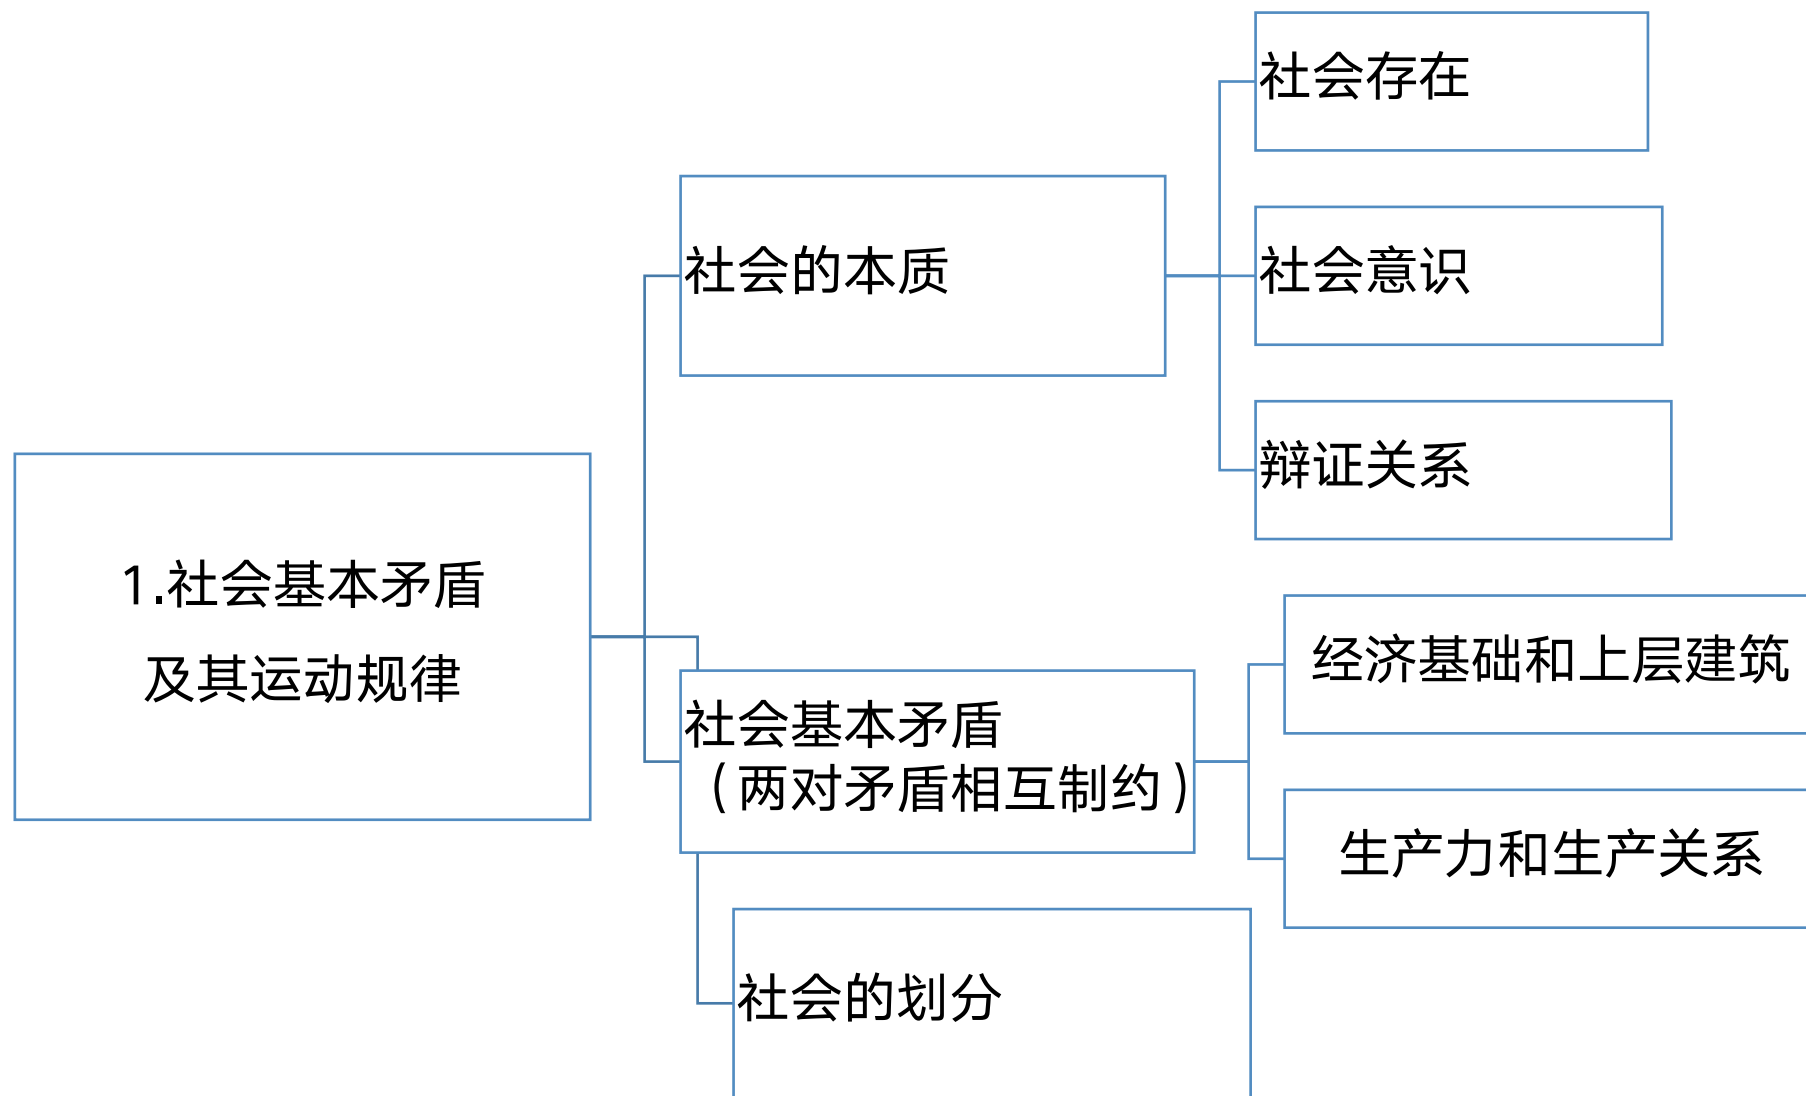 社会存在
社会的本质
社会意识
辩证关系
1.社会基本矛盾
及其运动规律
社会基本矛盾
（两对矛盾相互制约）
经济基础和上层建筑
生产力和生产关系
社会的划分